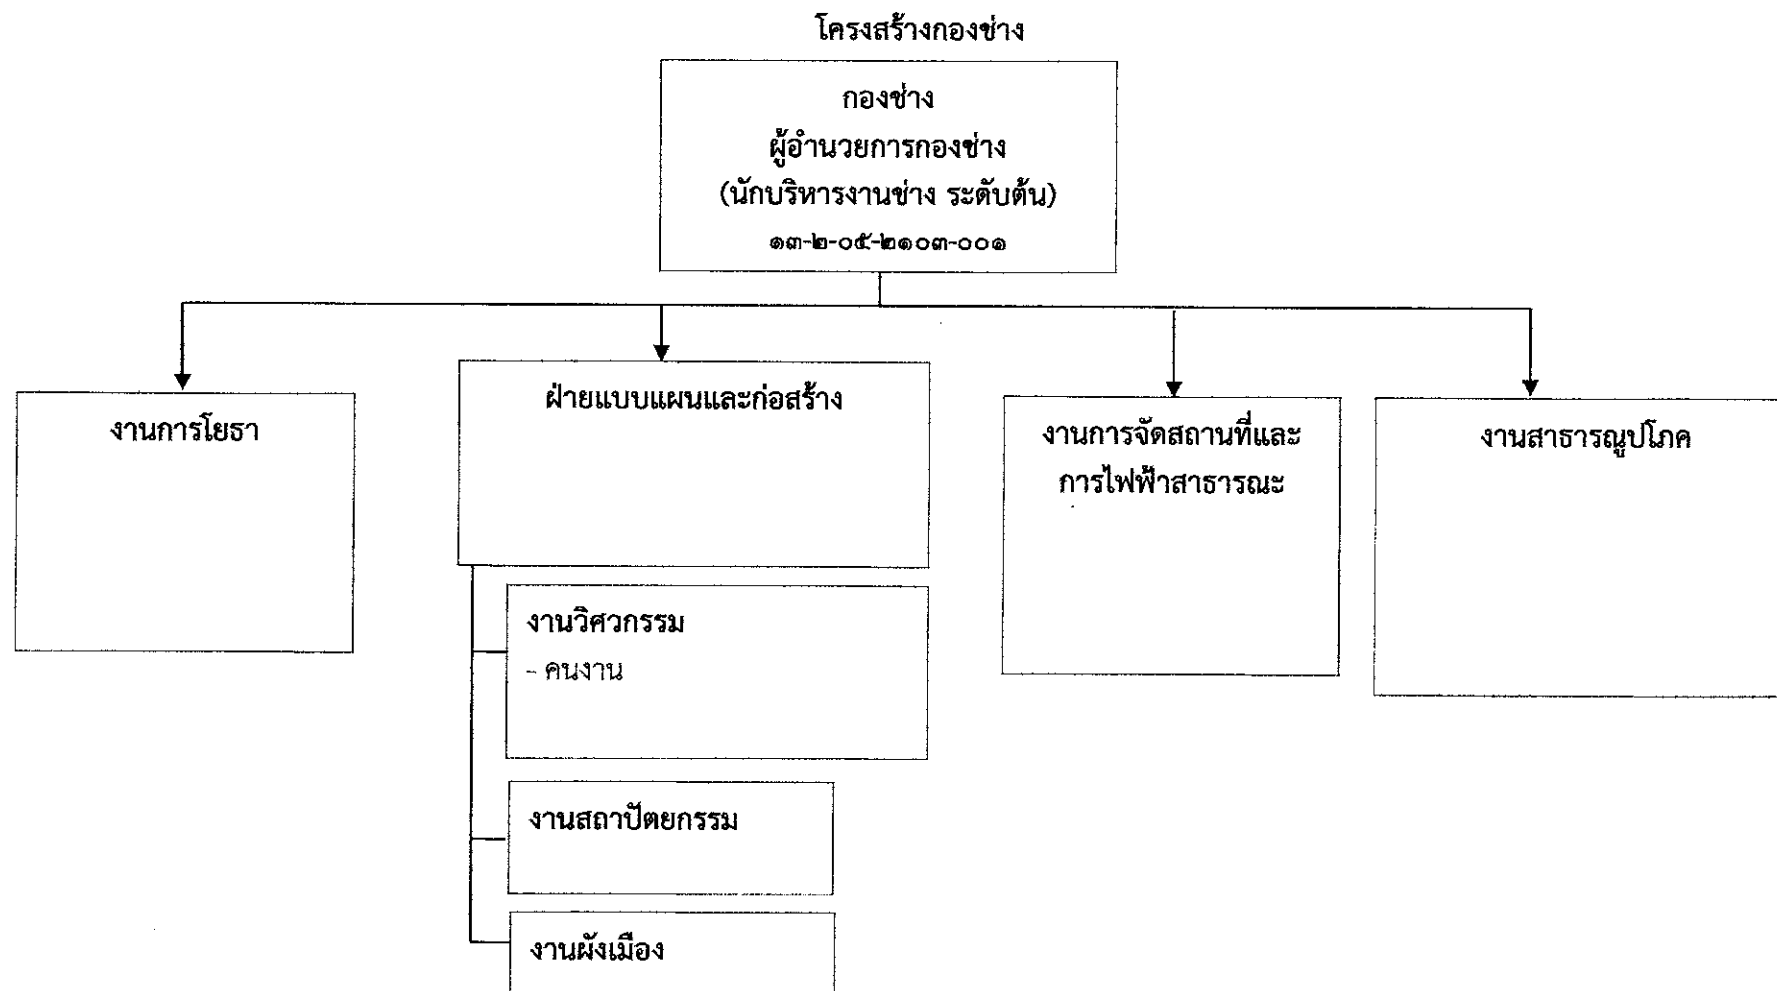 โครงสร้างกองช่าง
กองช่าง
ผู้อำนวยการกองช่าง
(นักบริหารงานช่าง ระดับต้น)
๑๓-๒-๐๕-๒๑๐๓-๐๐๑
งานการโยธา
ฝ่ายแบบแผนและก่อสร้าง
งานวิศวกรรม
- คนงาน
งานสถาปัตยกรรม
งานผังเมือง
งานการจัดสถานที่และ
การไฟฟ้าสาธารณะ
งานสาธารณูปโภค